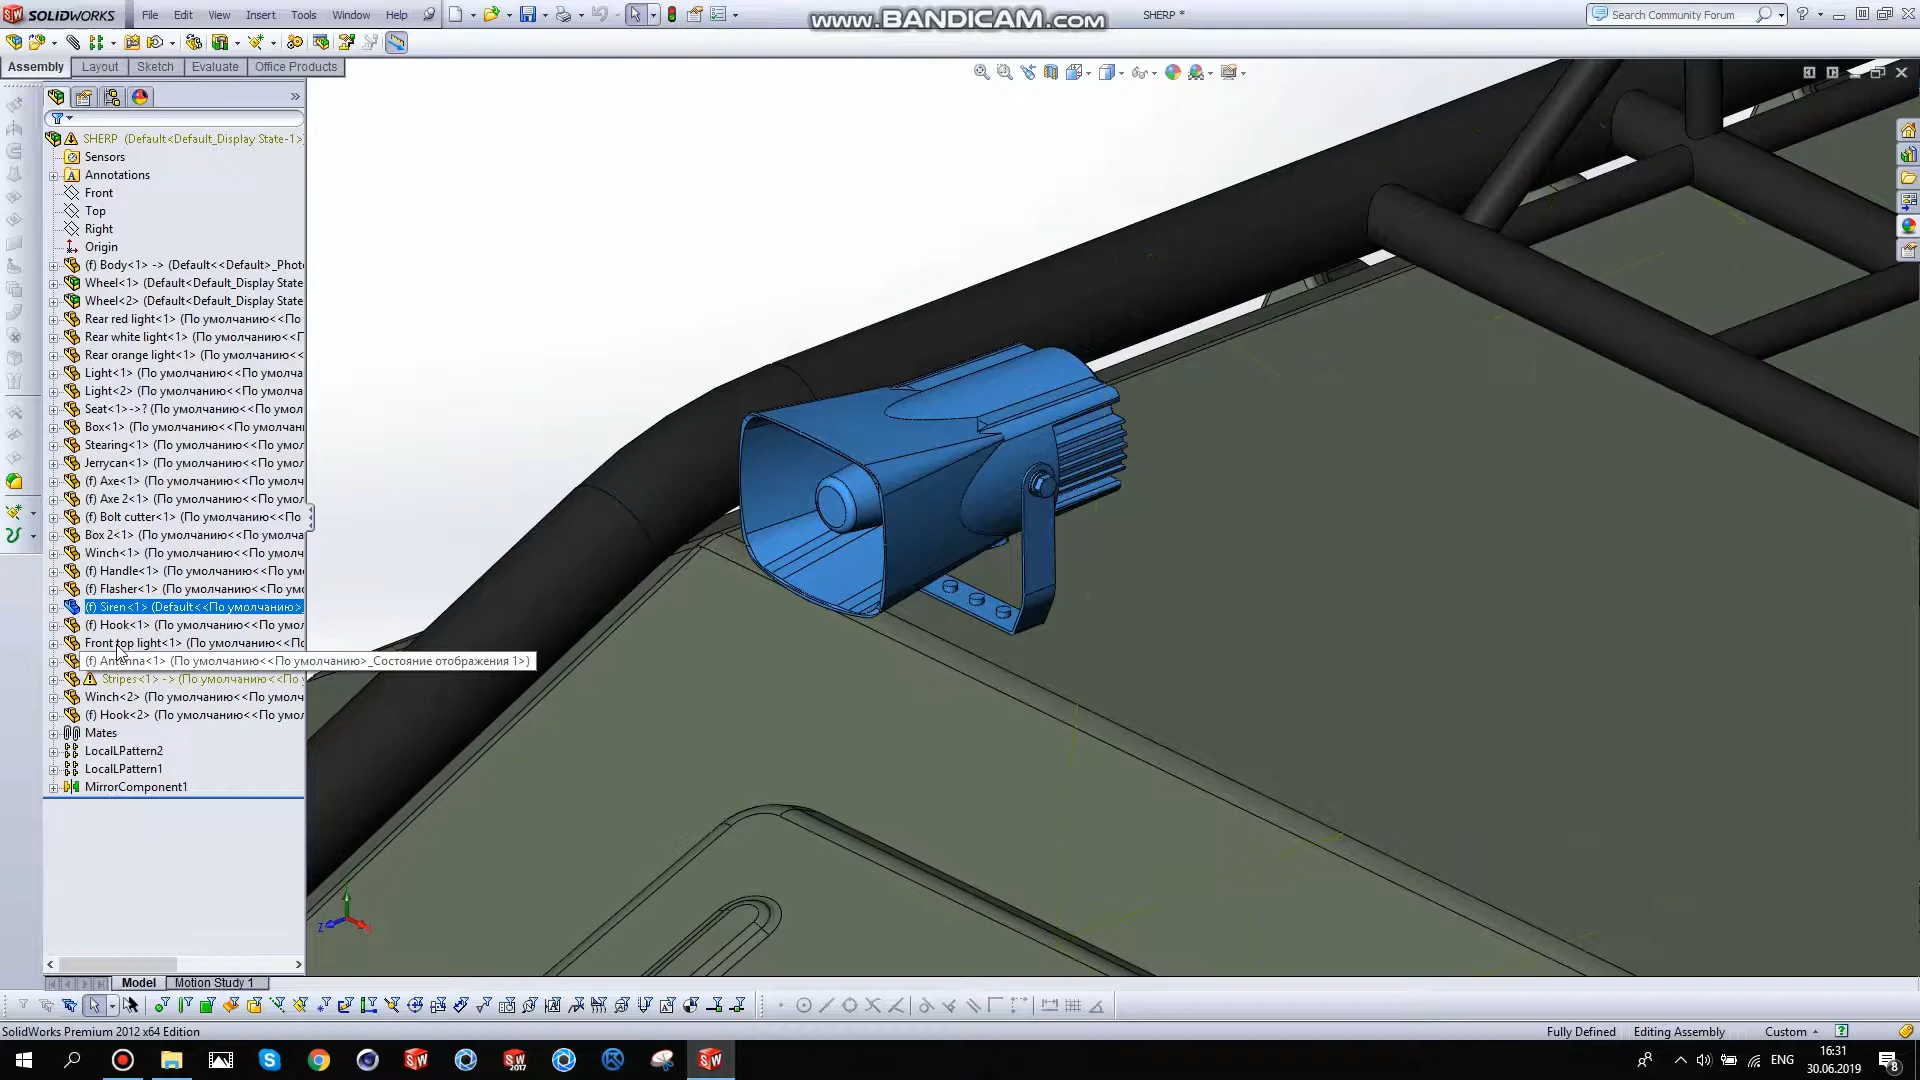 SOLIDWORKS
File Edit View Insert Tools Window Help
www.BANDICAM.com
SHERP *
Search Community Forum
Assembly Layout Sketch Evaluate Office Products
SHERP (Default<Default_Display State-1>
Sensors
Annotations
Front
Top
Right
Origin
(f) Body<1> -> (Default<<Default>_Phot
Wheel<1> (Default<Default_Display State
Wheel<2> (Default<Default_Display State
Rear red light<1> (По умолчанию<<По
Rear white light<1> (По умолчанию<<Г
Rear orange light<1> (По умолчанию<<
Light<1> (По умолчанию<<По умолча
Light<2> (По умолчанию<<По умолча
Seat<1>->? (По умолчанию<<По умол
Box<1> (По умолчанию<<По умолчан
Stearing<1> (По умолчанию<<По умол
Jerrycan<1> (По умолчанию<<По умол
(f) Axe<1> (По умолчанию<<По умол
(f) Axe 2<1> (По умолчанию<<По умол
(f) Bolt cutter<1> (По умолчанию<<По
Box 2<1> (По умолчанию<<По умолча
Winch<1> (По умолчанию<<По умолч
(f) Handle<1> (По умолчанию<<По ум
(f) Flasher<1> (По умолчанию<<По умо
(f) Siren<1> (Default<<По умолчанию>
(f) Hook<1> (По умолчанию<<По умол
Front top light<1> (По умолчанию<<По
(f) Antenna<1> (По умолчанию<<По умолчанию>_Состояние отображения 1>)
Stripes<1> -> (По умолчанию<<По у
Winch<2> (По умолчанию<<По умолч
(f) Hook<2> (По умолчанию<<По умол
Mates
LocalLPattern2
LocalLPattern1
MirrorComponent1
Z
Model Motion Study 1
SolidWorks Premium 2012 x64 Edition
Fully Defined Editing Assembly Custom
ENG
16:31
30.06.2019
8
2017